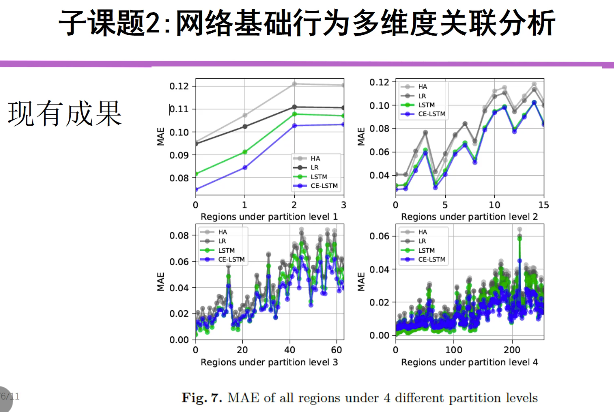 子课题2:网络基础行为多维度关联分析
现有成果
MAE
0.12
0.11
0.10
0.09
0.08
HA
LR
LSTM
CE-LSTM
0 1 2 3
Regions under partition level 1
MAE
0.12
0.10
0.08
0.06
0.04
HA
LR
LSTM
CE-LSTM
0 5 10 15
Regions under partition level 2
MAE
0.08
0.06
0.04
0.02
0.00
HA
LR
LSTM
CE-LSTM
0 20 40 60
Regions under partition level 3
MAE
0.06
0.04
0.02
0.00
HA
LR
LSTM
CE-LSTM
0 100 200
Regions under partition level 4
Fig. 7. MAE of all regions under 4 different partition levels